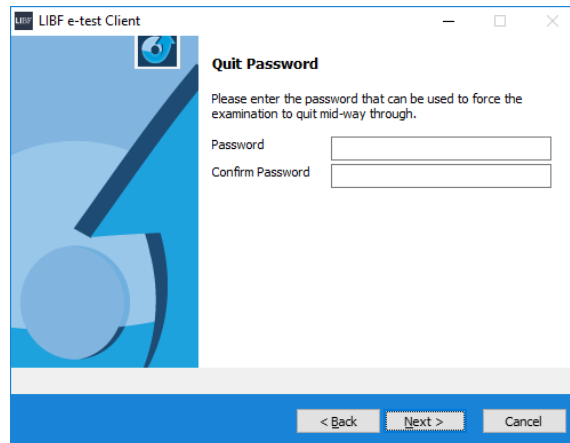 LIBF LIBF e-test Client
Quit Password
Please enter the password that can be used to force the
examination to quit mid-way through.
Password
Confirm Password
< Back Next > Cancel